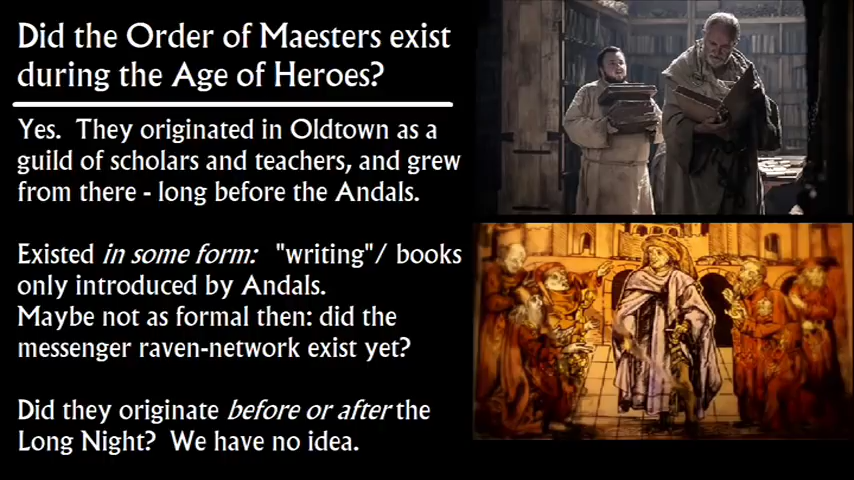 Did the Order of Maesters exist
during the Age of Heroes?
Yes. They originated in Oldtown as a
guild of scholars and teachers, and grew
from there - long before the Andals.
Existed in some form: "writing"/ books
only introduced by Andals.
Maybe not as formal then: did the
messenger raven-network exist yet?
Did they originate before or after the
Long Night? We have no idea.